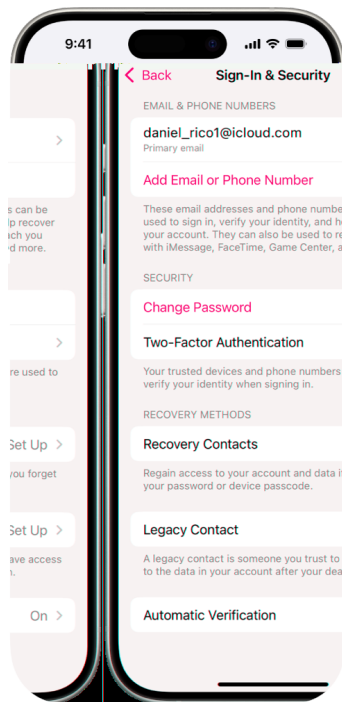 9:41
s can be
lp recover
ach you
d more.
re used to
Set Up
you forget
Set Up
ave access
n.
On
Back
Sign-In & Security
EMAIL & PHONE NUMBERS
daniel_rico1@icloud.com
Primary email
Add Email or Phone Number
These email addresses and phone numbe
used to sign in, verify your identity, and h
your account. They can also be used to re
with iMessage, FaceTime, Game Center, a
SECURITY
Change Password
Two-Factor Authentication
Your trusted devices and phone numbers
verify your identity when signing in.
RECOVERY METHODS
Recovery Contacts
Regain access to your account and data i
your password or device passcode.
Legacy Contact
A legacy contact is someone you trust to
to the data in your account after your dea
Automatic Verification